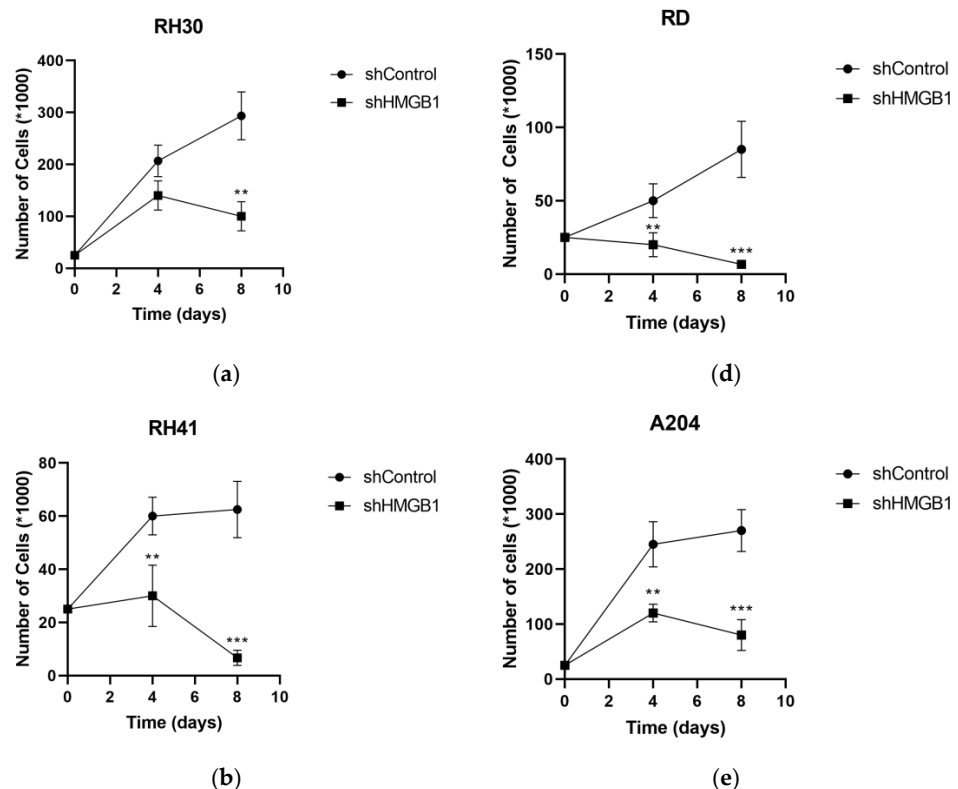 RH30
Number of Cells (*1000)
400
300
200
100
0
**
0 2 4 6 8 10
Time (days)
shControl
shHMGB1
(a)
RD
Number of Cells (*1000)
150
100
50
0
**
***
0 2 4 6 8 10
Time (days)
shControl
shHMGB1
(d)
RH41
Number of Cells (*1000)
80
60
40
20
0
**
***
0 2 4 6 8 10
Time (days)
shControl
shHMGB1
(b)
A204
Number of cells (*1000)
400
300
200
100
0
**
***
0 2 4 6 8 10
Time (days)
shControl
shHMGB1
(e)